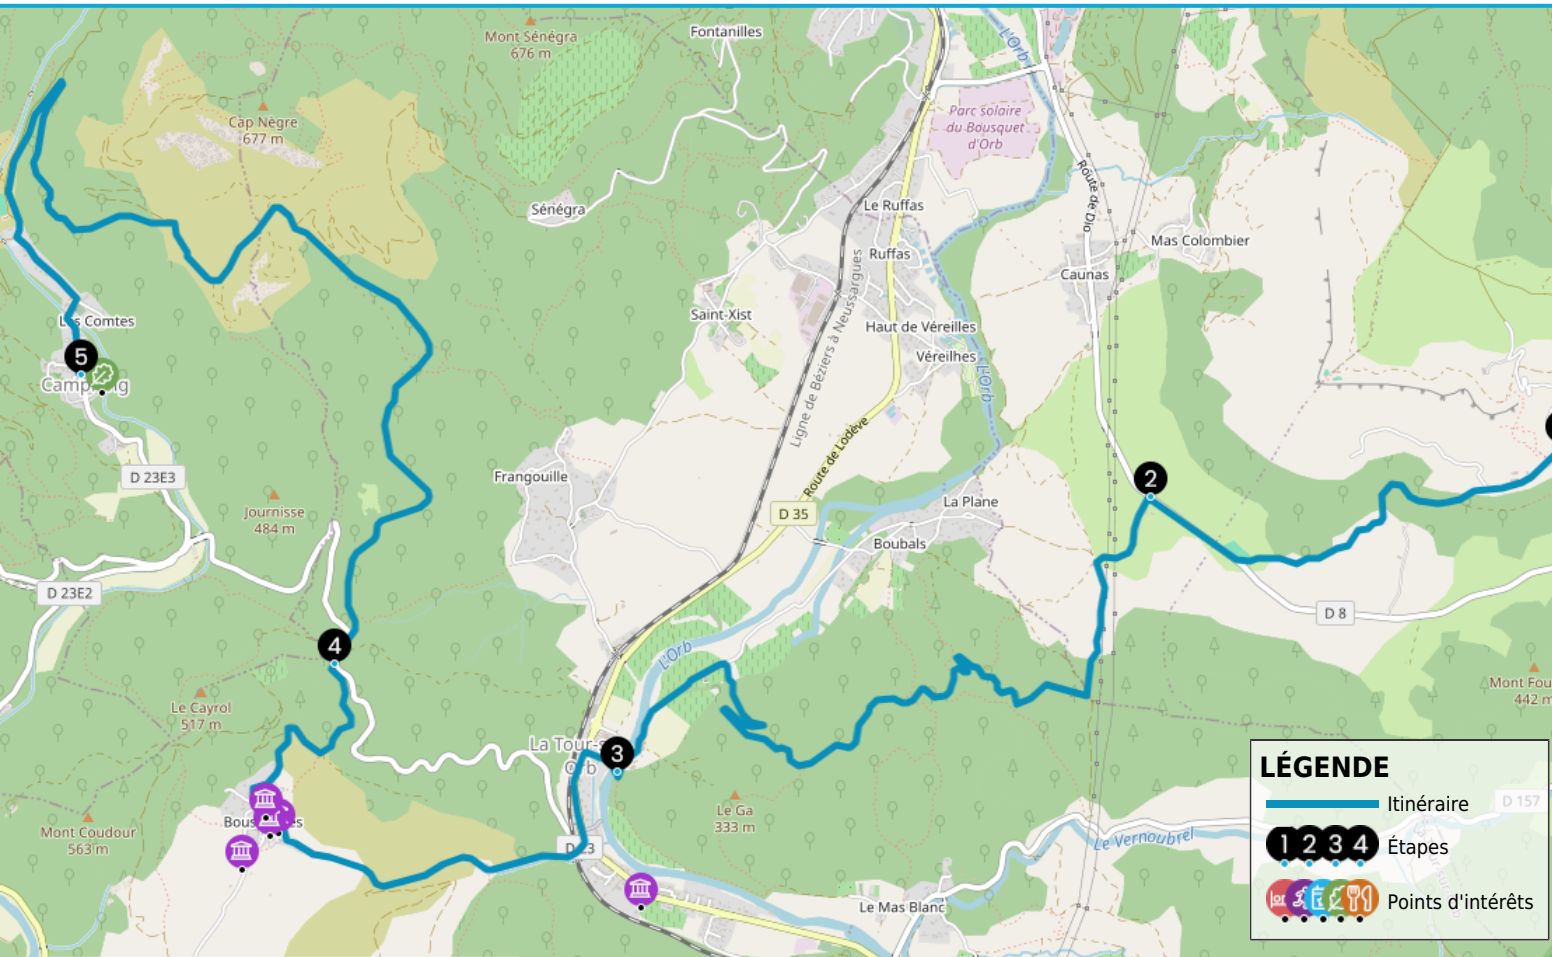 Mont Sénégra
676 m
Fontanilles
L'Orb
Cap Nègre
677 m
Parc solaire
du Bousquet
d'Orb
Route de Dio
Sénégra
Le Ruffas
Mas Colombier
Ruffas
Caunas
Ligne de Béziers à Neussargues
Saint-Xist
Les Comtes
Haut de Véreilles
Véreilhes
L'Orb
5
D 23E3
Frangouille
Route de Lodève
2
La Plane
Journisse
484 m
D 35
Boubals
D 23E2
D 8
4
L'Orb
Le Cayrol
517 m
Mont Fou
442 m
La Tour-s
Orb
3
Le Ga
333 m
Mont Coudour
563 m
Le Vernoubrel
D 157
Le Mas Blanc
LÉGENDE
Itinéraire
1 2 3 4 Étapes
Points d'intérêts